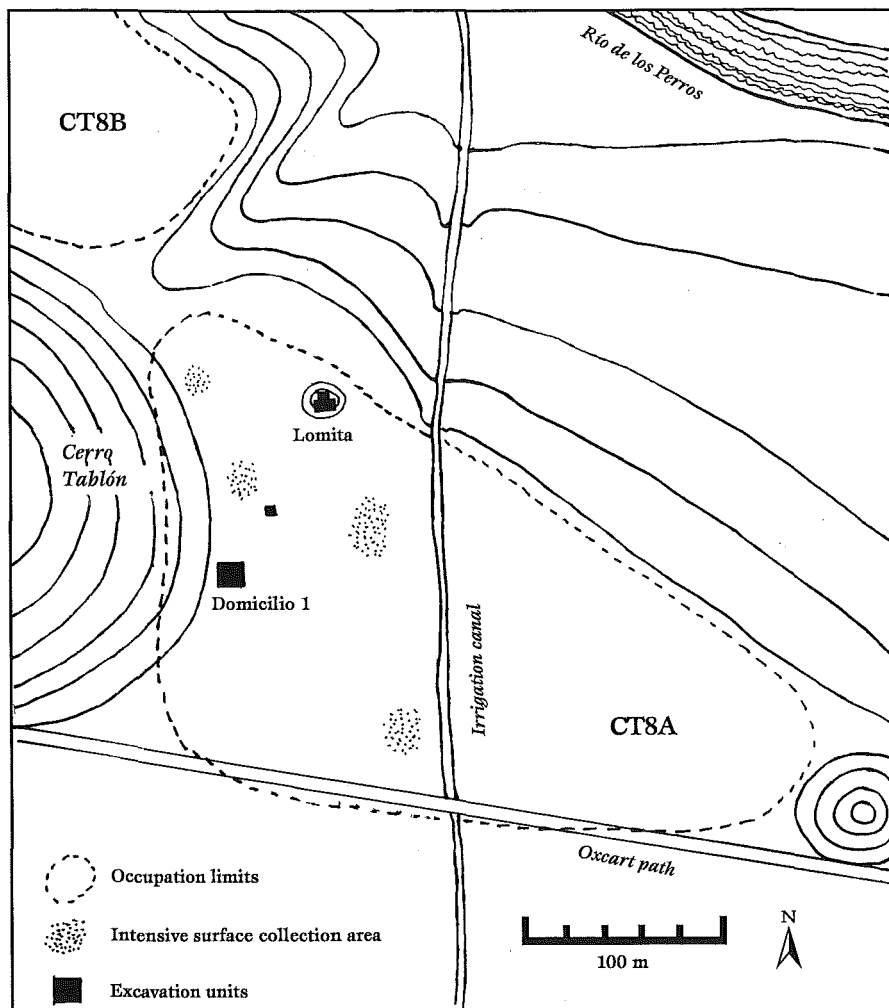 Río de los Perros
CT8B
Lomita
Cerro
Tablón
Domicilio 1
Irrigation canal
CT8A
Oxcart path
Occupation limits
Intensive surface collection area
Excavation units
100 m
N